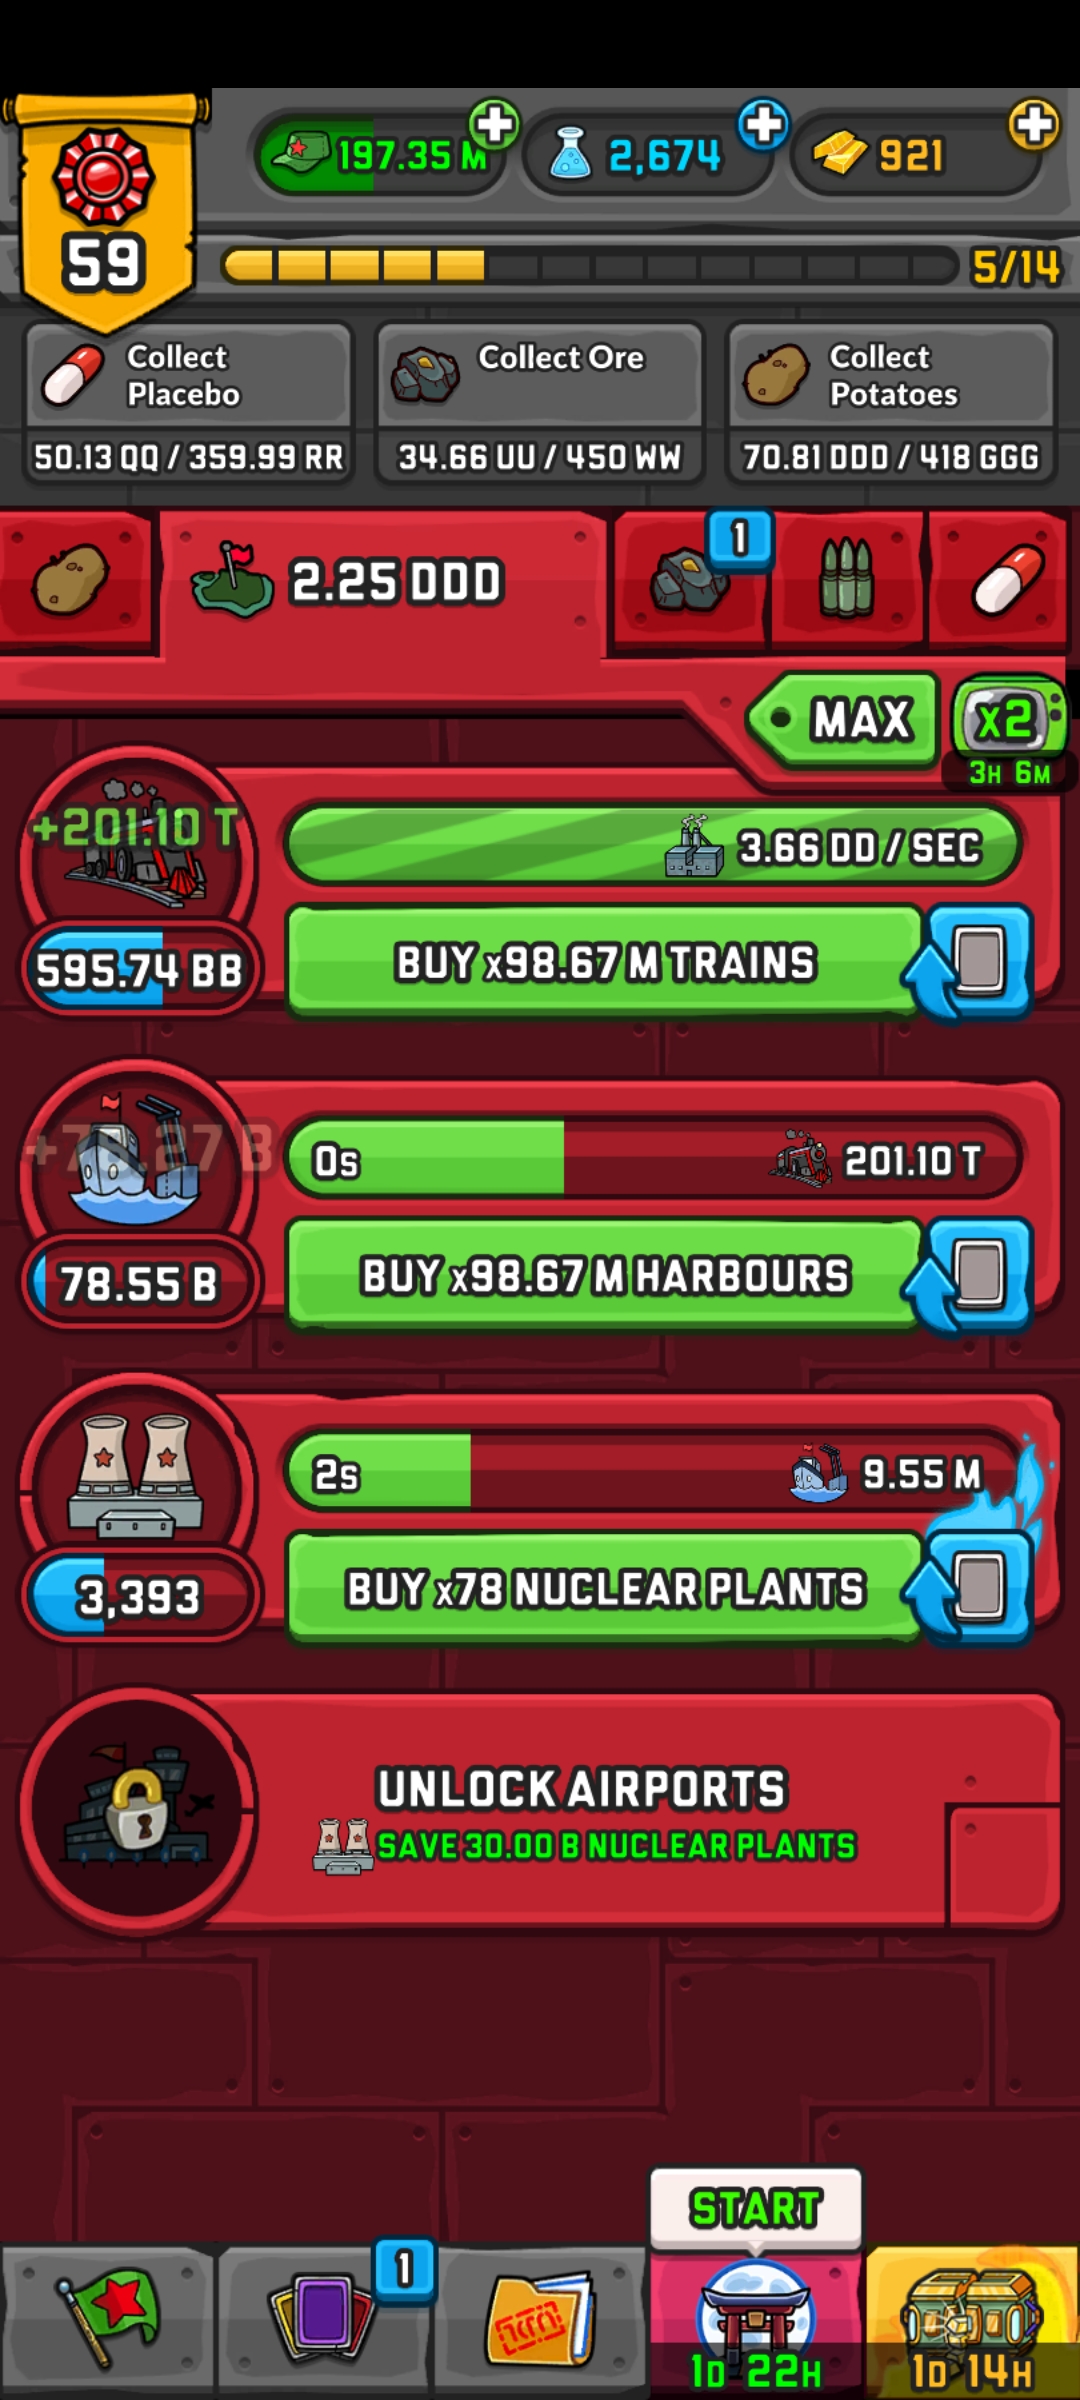 59
197.35 M
2,674
921
5/14
Collect Placebo
50.13 QQ / 359.99 RR
Collect Ore
34.66 UU / 450 WW
Collect Potatoes
70.81 DDD / 418 GGG
2.25 DDD
1
MAX
x2
3H 6M
+201.10 T
3.66 DD / SEC
595.74 BB
BUY x98.67 M TRAINS
0s
201.10 T
78.55 B
BUY x98.67 M HARBOURS
2s
9.55 M
3,393
BUY x78 NUCLEAR PLANTS
UNLOCK AIRPORTS
SAVE 30.00 B NUCLEAR PLANTS
START
1
1D 22H
1D 14H